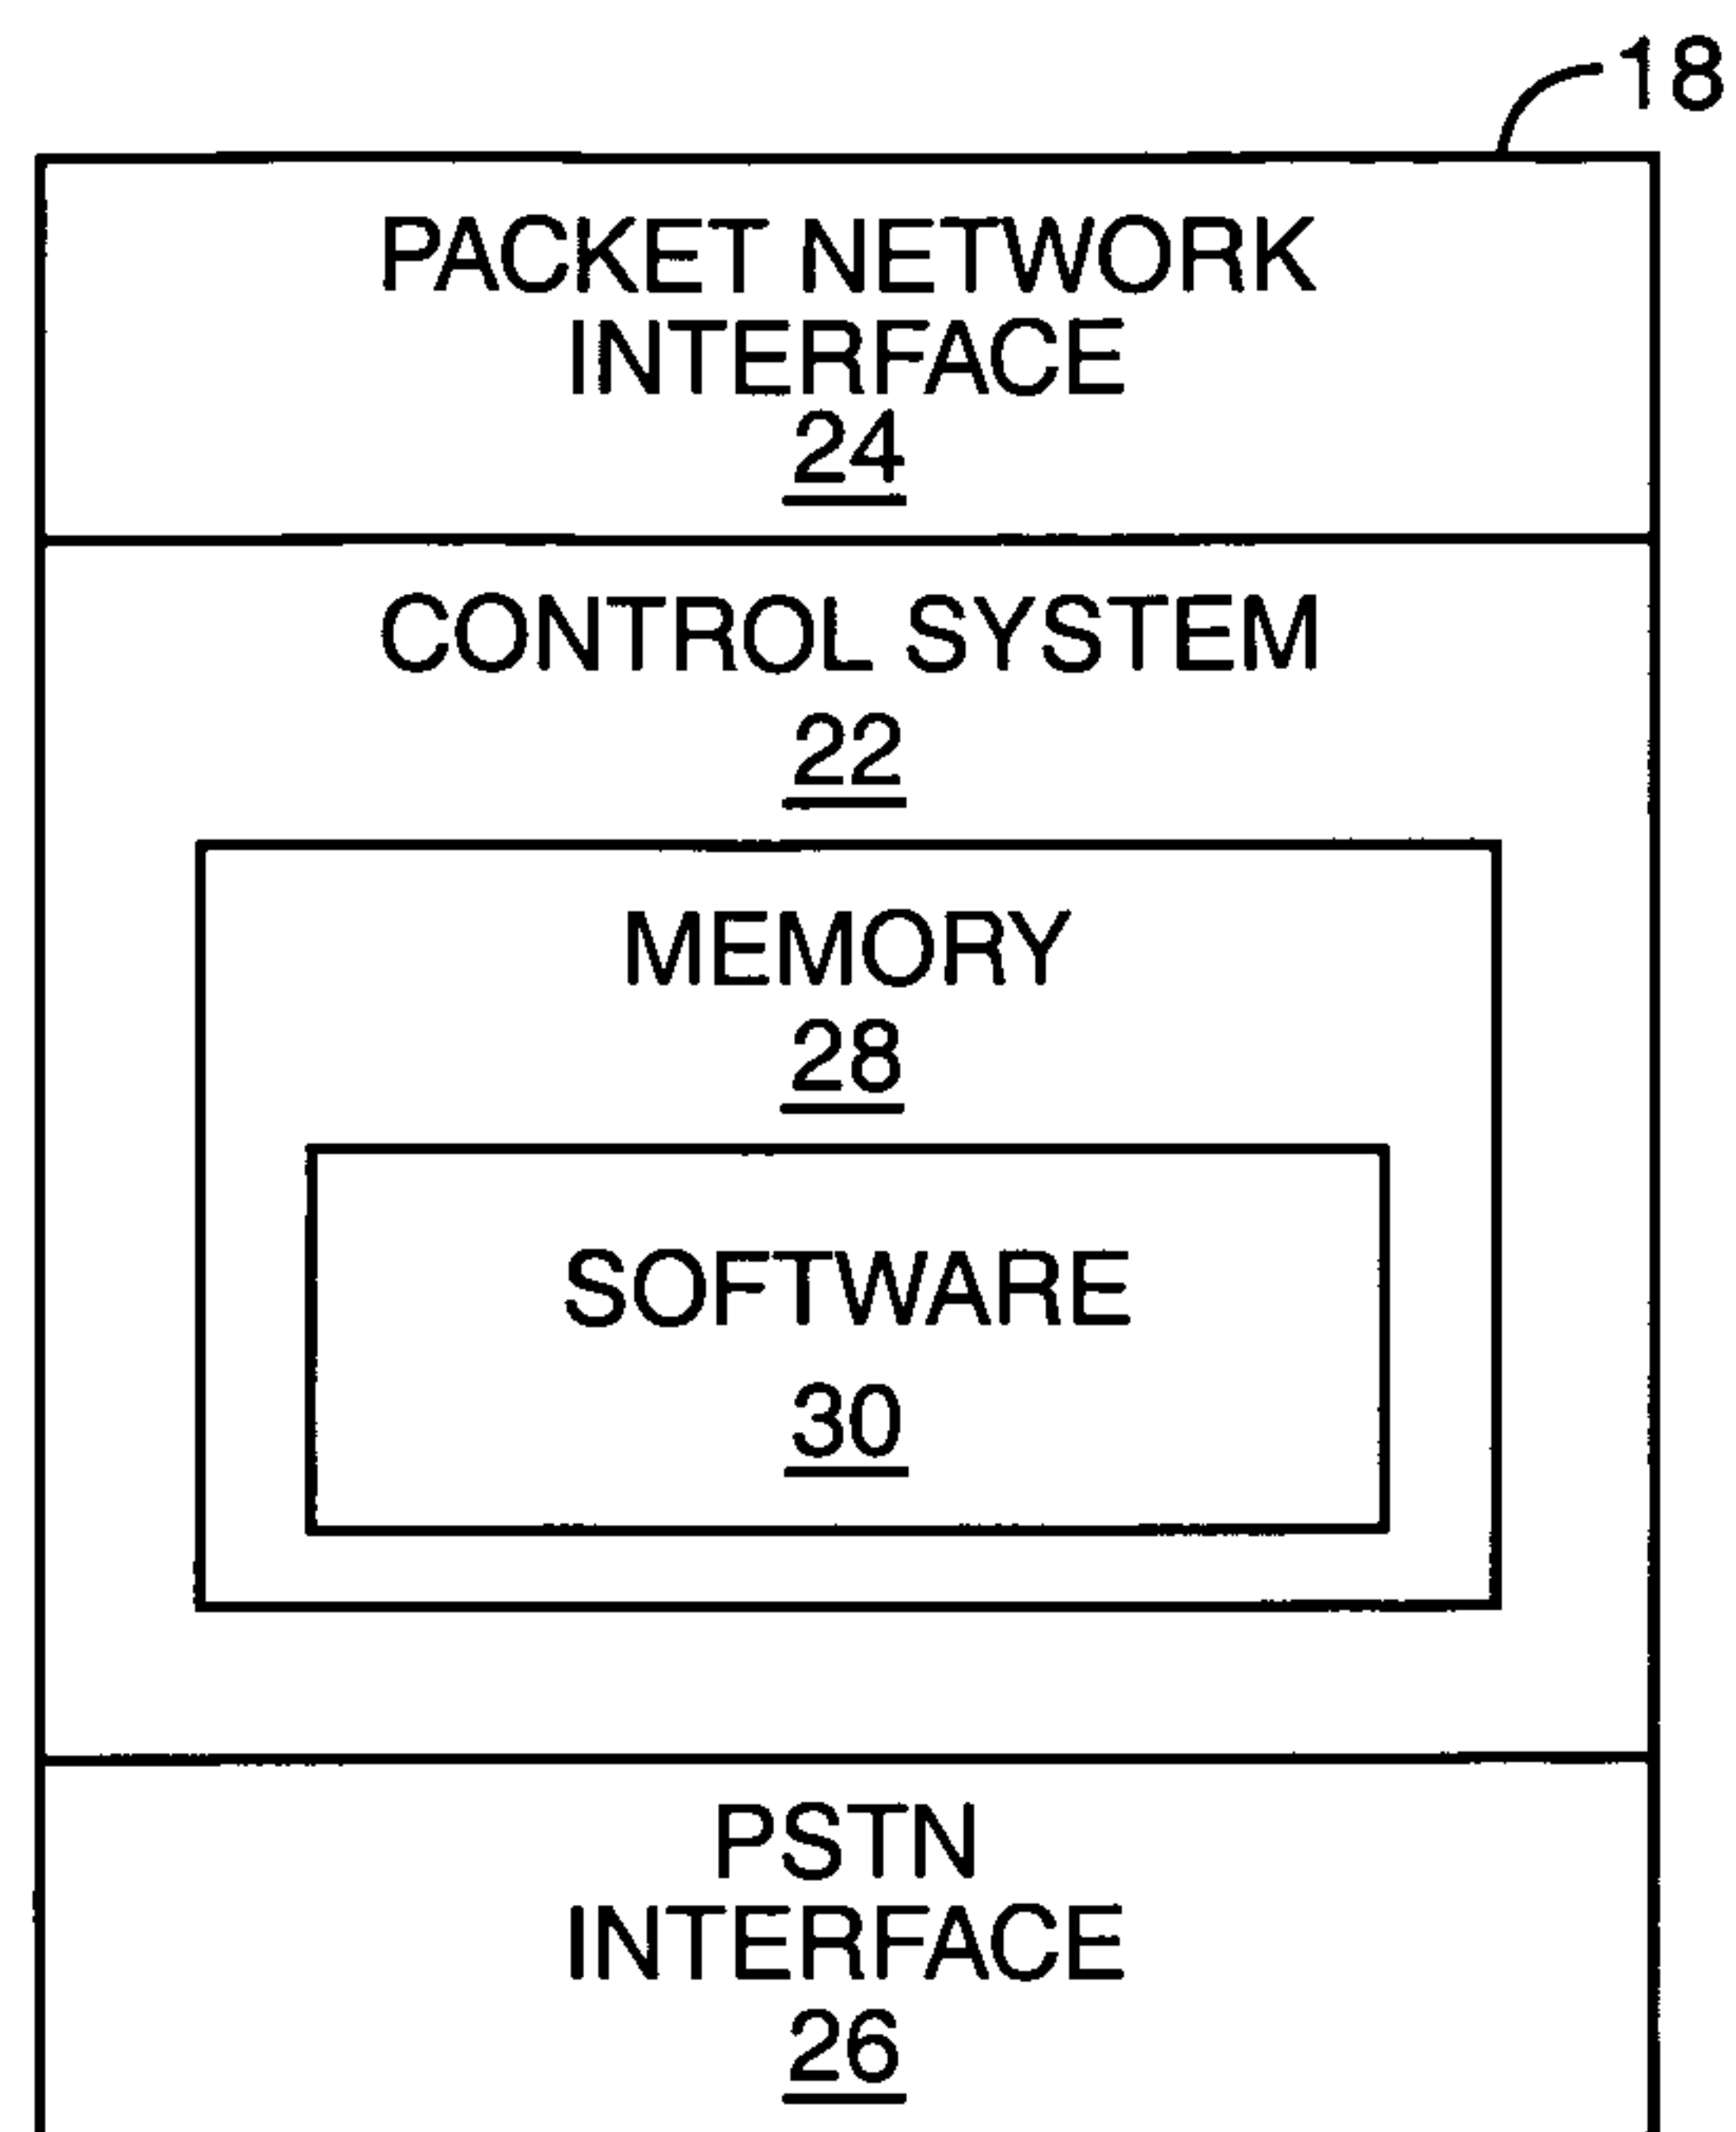 18
PACKET NETWORK
INTERFACE
24
CONTROL SYSTEM
22
MEMORY
28
SOFTWARE
30
PSTN
INTERFACE
26